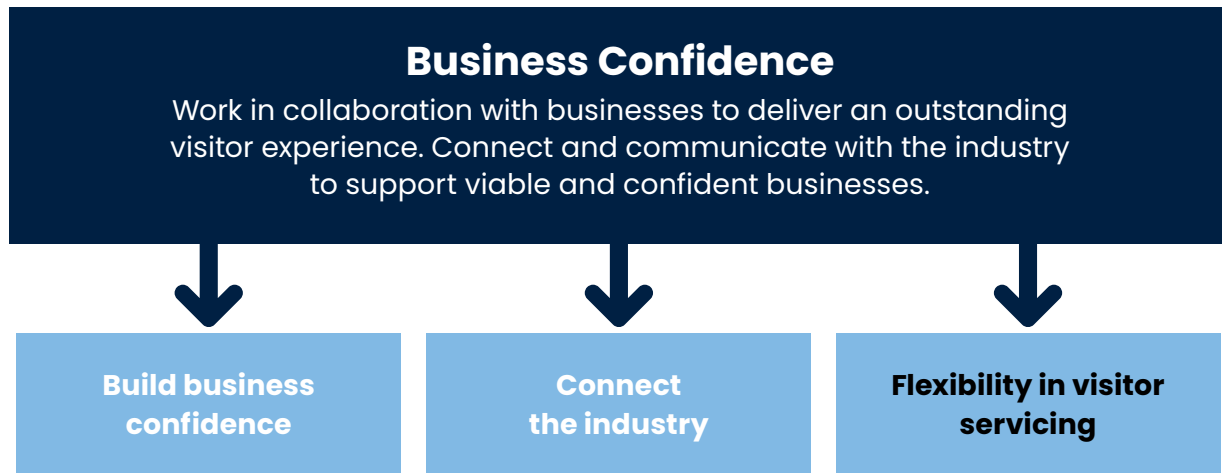 Business Confidence
Work in collaboration with businesses to deliver an outstanding
visitor experience. Connect and communicate with the industry
to support viable and confident businesses.
Build business
confidence
Connect
the industry
Flexibility in visitor
servicing